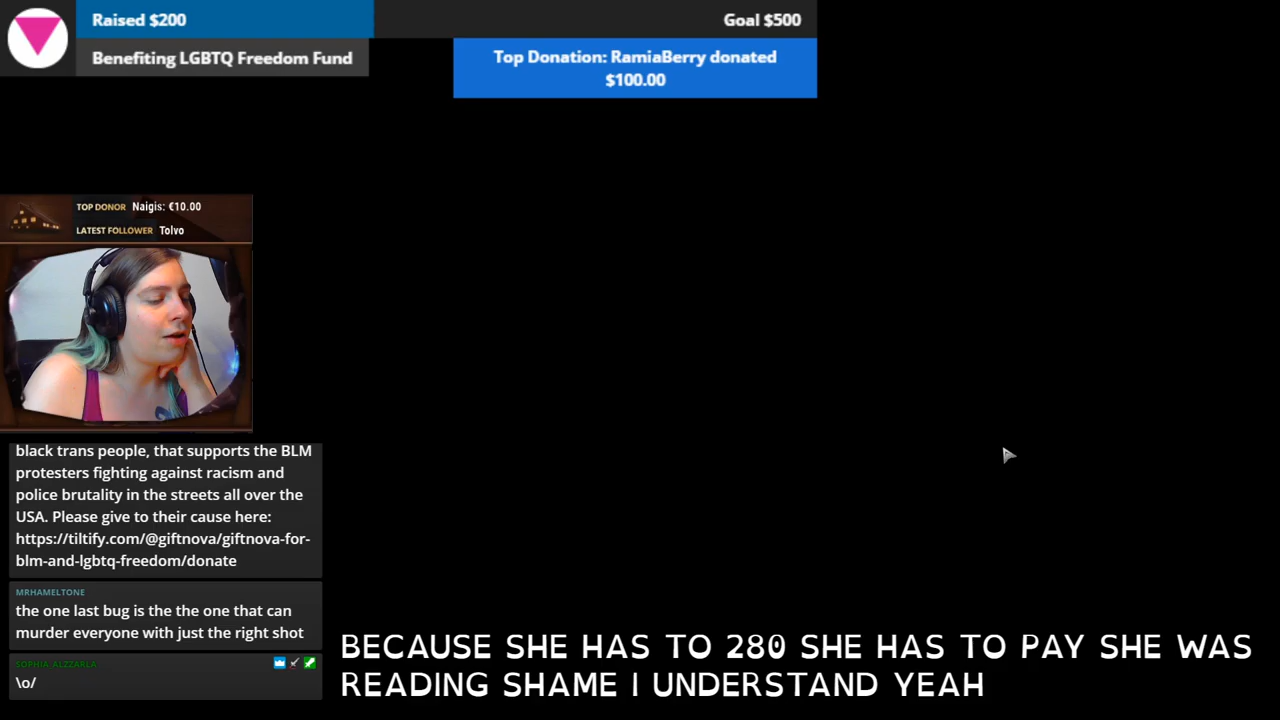 Raised $200
Goal $500
Benefiting LGBTQ Freedom Fund
Top Donation: RamiaBerry donated
$100.00
TOP DONOR Naigis: €10.00
LATEST FOLLOWER Tolvo
black trans people, that supports the BLM
protesters fighting against racism and
police brutality in the streets all over the
USA. Please give to their cause here:
https://tiltify.com/@giftnova/giftnova-for-
blm-and-lgbtq-freedom/donate
MRHAMELTONE
the one last bug is the the one that can
murder everyone with just the right shot
SOPHIA_ALZZARLA
\o/
BECAUSE SHE HAS TO 280 SHE HAS TO PAY SHE WAS
READING SHAME I UNDERSTAND YEAH